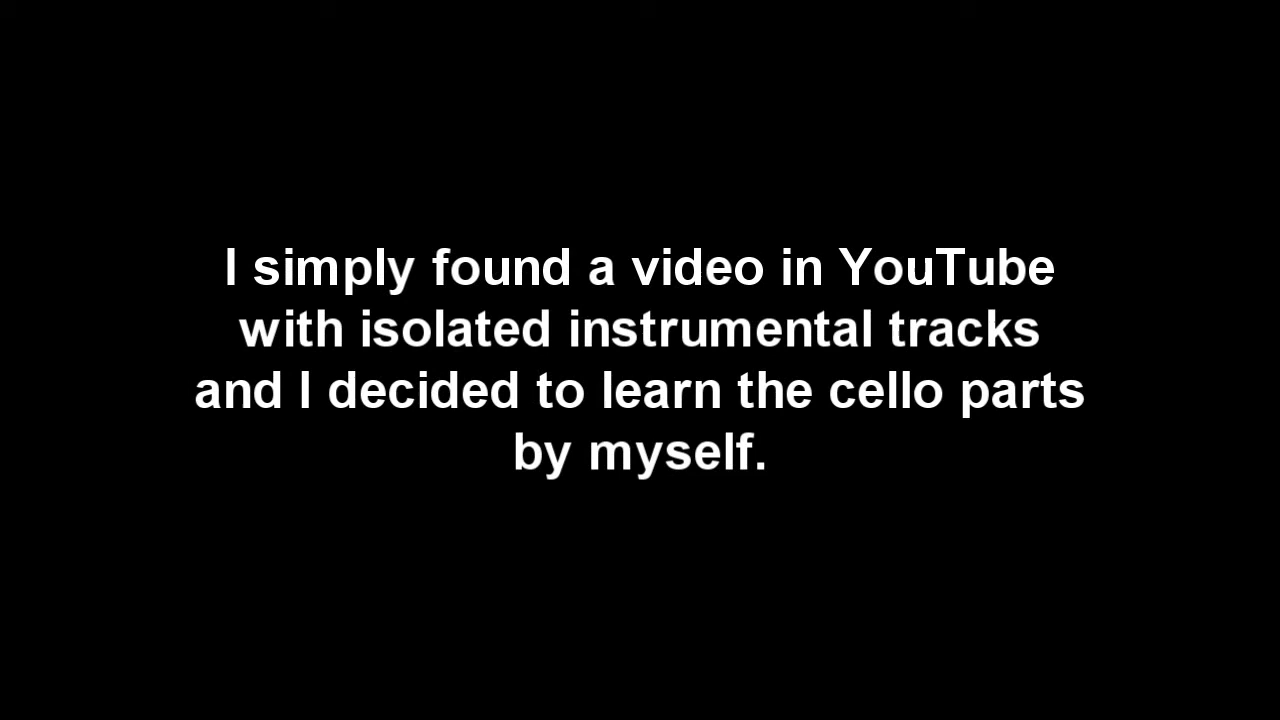 I simply found a video in YouTube
with isolated instrumental tracks
and I decided to learn the cello parts
by myself.